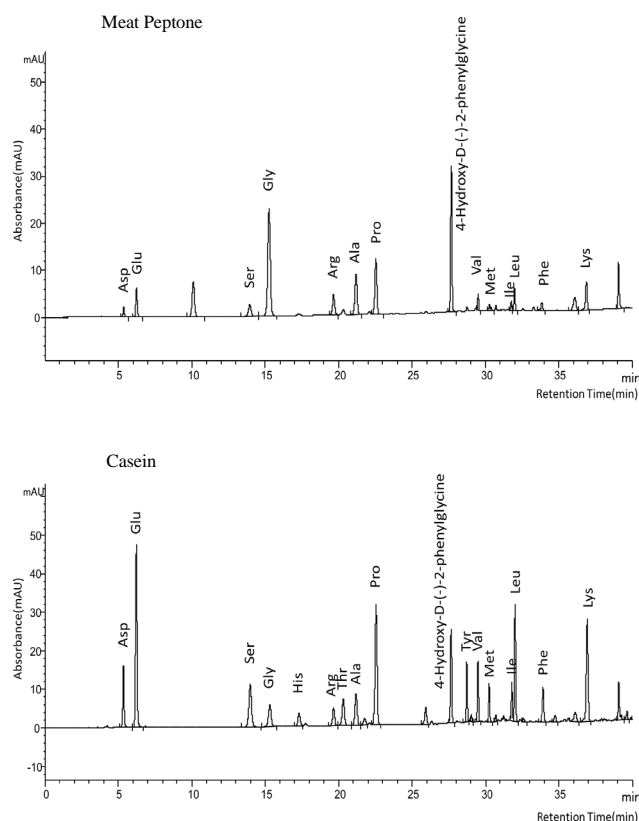 Meat Peptone
mAU
50
40
30
20
10
0
Absorbance(mAU)
Asp
Glu
Ser
Gly
Arg
Ala
Pro
4-Hydroxy-D-(-)-2-phenylglycine
Val
Met
Ile
Leu
Phe
Lys
5
10
15
20
25
30
35
min
Retention Time(min)
Casein
mAU
50
40
30
20
10
0
-10
Absorbance(mAU)
Asp
Glu
Ser
Gly
His
Arg
Thr
Ala
Pro
4-Hydroxy-D-(-)-2-phenylglycine
Tyr
Val
Met
Ile
Leu
Phe
Lys
0
5
10
15
20
25
30
35
min
Retention Time(min)